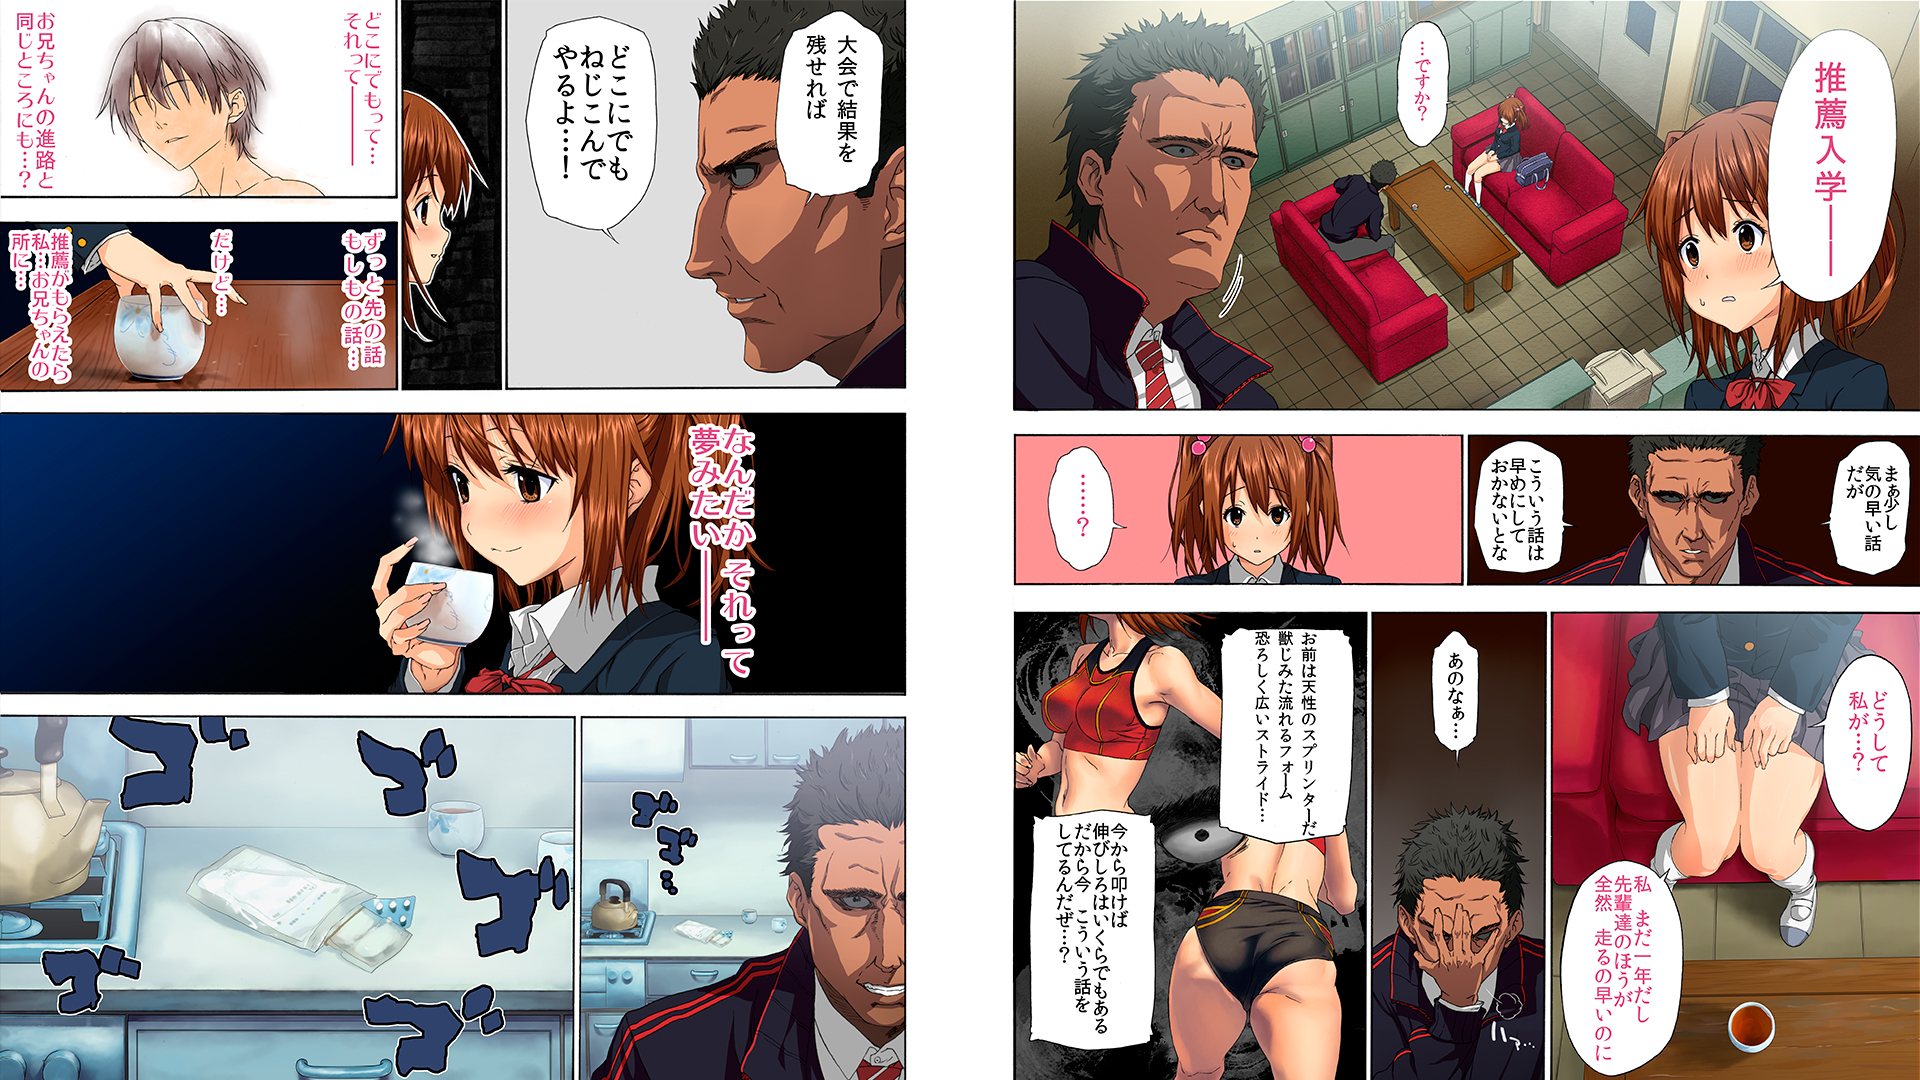 推薦入学――
…ですか？
まぁ少し
気の早い話
だが
こういう話は
早めにして
おかないとな
……？
どうして
私が…？
私　まだ一年だし
先輩達のほうが
全然　走るの早いのに
あのなぁ…
お前は天性のスプリンターだ
獣じみた流れるフォーム
恐ろしく広いストライド…
今から叩けば
伸びしろはいくらでもある
だから今　こういう話を
してるんだぜ…？
大会で結果を
残せれば
どこにでも
ねじこんで
やるよ…！
どこにでもって…
それって――
お兄ちゃんの進路と
同じところにも…？
ずっと先の話
もしもの話…
だけど…
推薦がもらえたら
私…お兄ちゃんの
所に…
なんだか それって
夢みたい――
ゴゴ…
ゴ
ゴ
ゴ
ゴ
ゴ